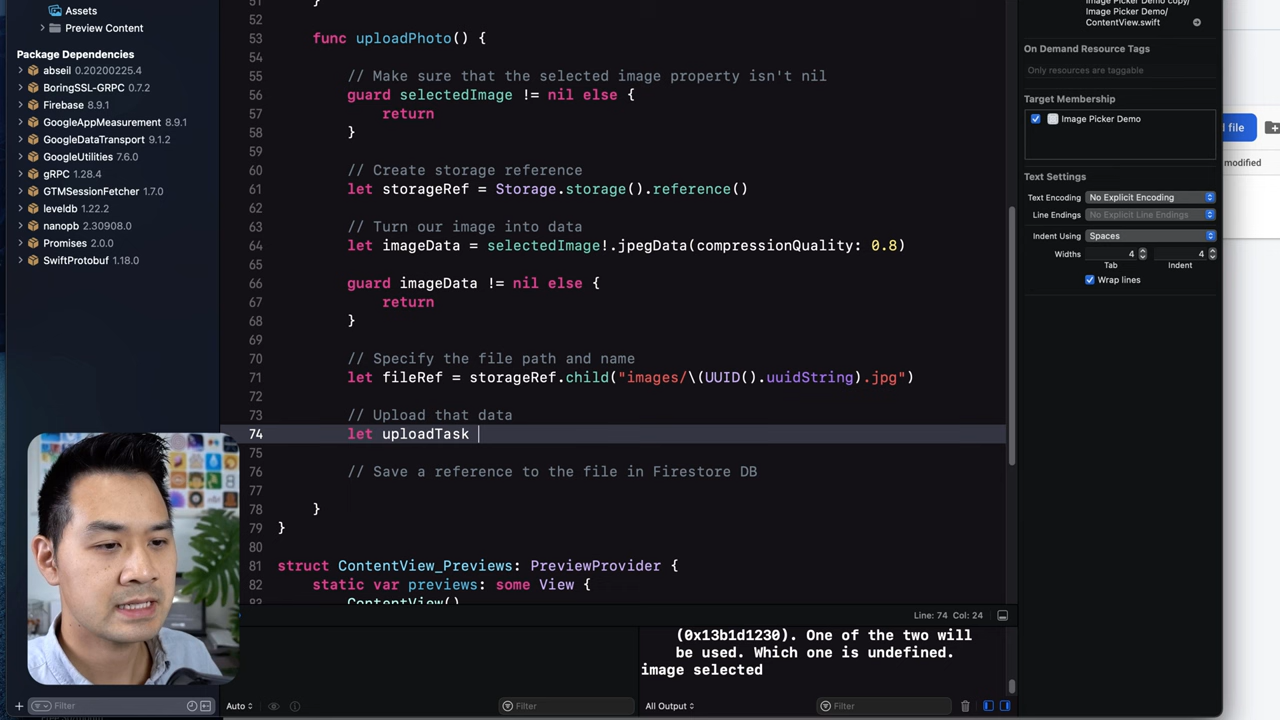 Assets
Preview Content
Package Dependencies
abseil 0.20200225.4
BoringSSL-GRPC 0.7.2
Firebase 8.9.1
GoogleAppMeasurement 8.9.1
GoogleDataTransport 9.1.2
GoogleUtilities 7.6.0
gRPC 1.28.4
GTMSessionFetcher 1.7.0
leveldb 1.22.2
nanopb 2.30908.0
Promises 2.0.0
SwiftProtobuf 1.18.0
Filter
51 }
52
53 func uploadPhoto() {
54
55 // Make sure that the selected image property isn't nil
56 guard selectedImage != nil else {
57 return
58 }
59
60 // Create storage reference
61 let storageRef = Storage.storage().reference()
62
63 // Turn our image into data
64 let imageData = selectedImage!.jpegData(compressionQuality: 0.8)
65
66 guard imageData != nil else {
67 return
68 }
69
70 // Specify the file path and name
71 let fileRef = storageRef.child("images/\(UUID().uuidString).jpg")
72
73 // Upload that data
74 let uploadTask
75
76 // Save a reference to the file in Firestore DB
77
78 }
79 }
80
81 struct ContentView_Previews: PreviewProvider {
82 static var previews: some View {
83 ContentView()
Line: 74 Col: 24
(0x13b1d1230). One of the two will
be used. Which one is undefined.
image selected
Auto
Filter
All Output
Filter
Image Picker Demo copy/
Image Picker Demo/
ContentView.swift
On Demand Resource Tags
Only resources are taggable
Target Membership
Image Picker Demo
Text Settings
Text Encoding No Explicit Encoding
Line Endings No Explicit Line Endings
Indent Using Spaces
Widths 4 4
Tab Indent
Wrap lines
file
modified